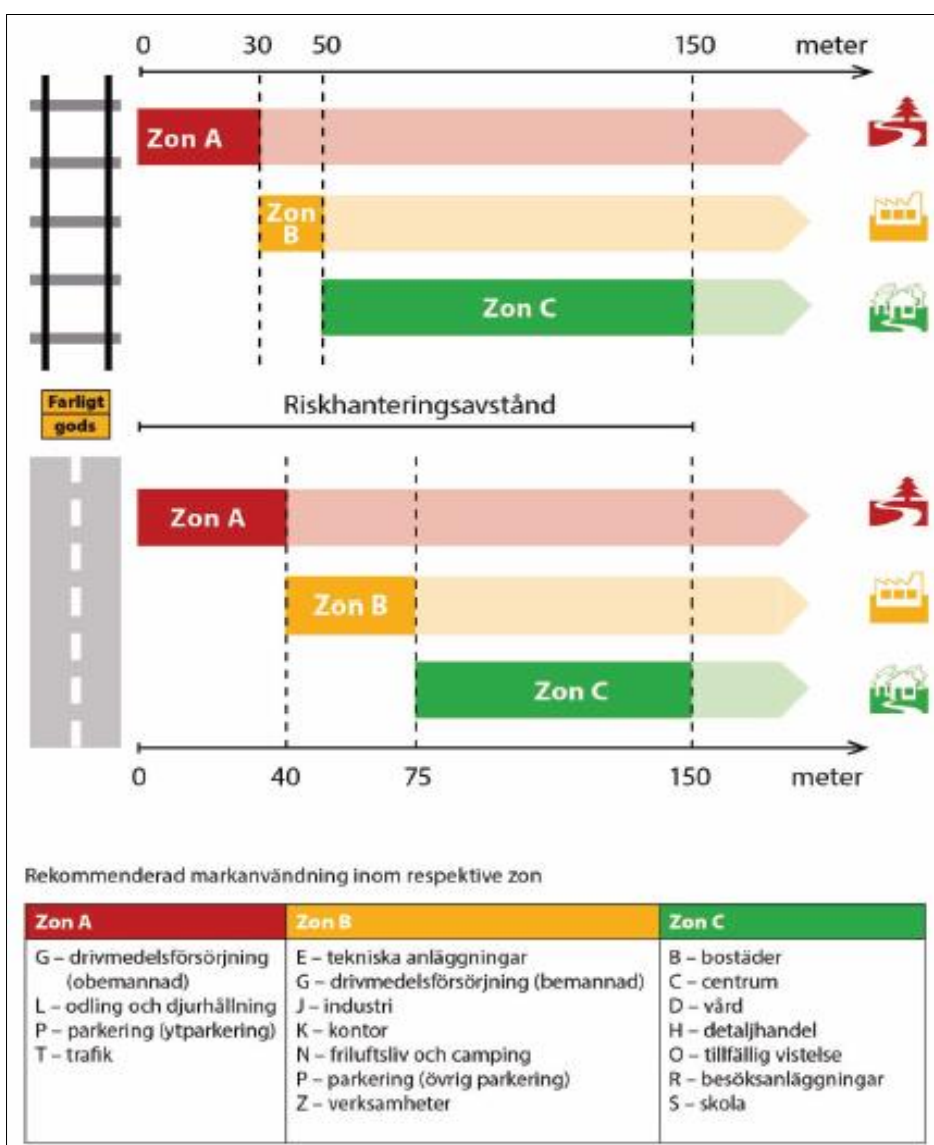 0 30 50 150 meter
Zon A
Zon
B
Zon C
Farligt
gods
Riskhanteringsavstånd
Zon A
Zon B
Zon C
0 40 75 150 meter
Rekommenderad markanvändning inom respektive zon
Zon A
G – drivmedelsförsörjning
(obemannad)
L – odling och djurhållning
P – parkering (ytparkering)
T – trafik
Zon B
E – tekniska anläggningar
G – drivmedelsförsörjning (bemannad)
J – industri
K – kontor
N – friluftsliv och camping
P – parkering (övrig parkering)
Z – verksamheter
Zon C
B – bostäder
C – centrum
D – vård
H – detaljhandel
O – tillfällig vistelse
R – besöksanläggningar
S – skola